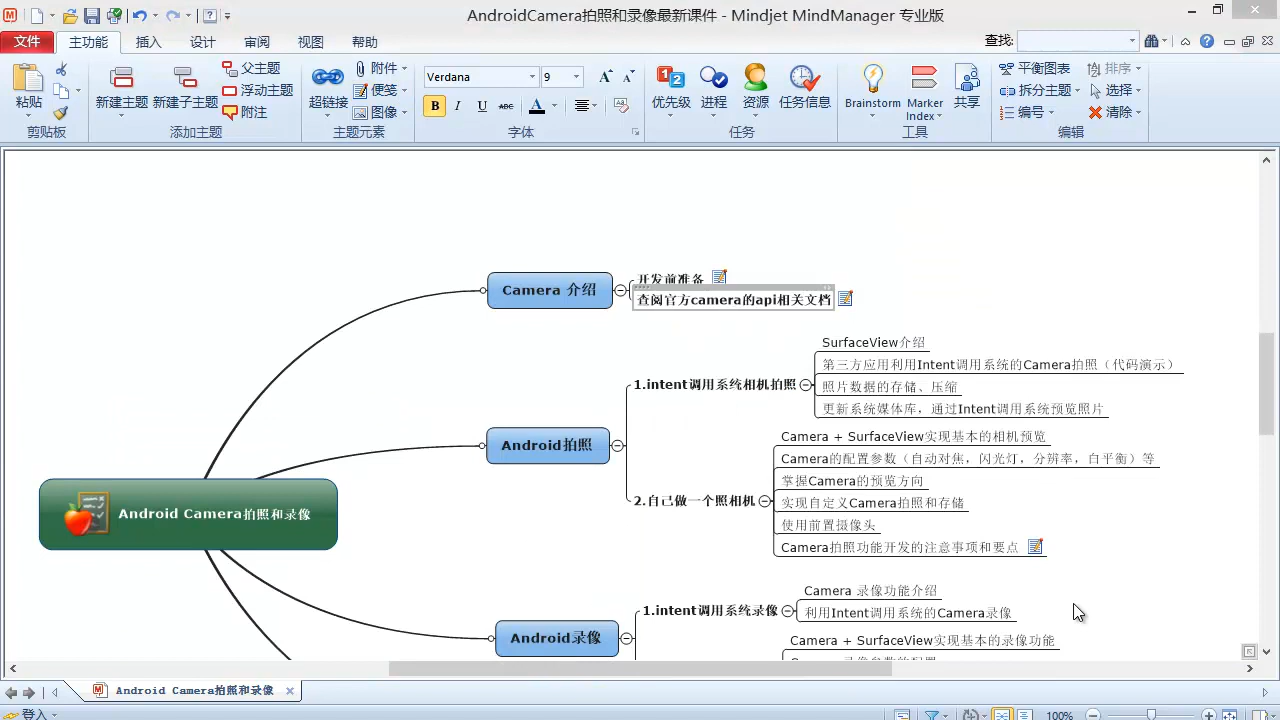 AndroidCamera拍照和录像最新课件 - Mindjet MindManager 专业版
文件 主功能 插入 设计 审阅 视图 帮助 查找:
粘贴
剪贴板
新建主题 新建子主题 父主题 浮动主题 附注
添加主题
超链接 附件 便笺 图像
主题元素
Verdana 9
B I U ABC A
字体
优先级 进程 资源 任务信息
任务
Brainstorm Marker Index 共享
工具
平衡图表 排序
拆分主题 选择
编号 清除
编辑
Camera 介绍
开发前准备
查阅官方camera的api相关文档
Android拍照
1.intent调用系统相机拍照
SurfaceView介绍
第三方应用利用Intent调用系统的Camera拍照（代码演示）
照片数据的存储、压缩
更新系统媒体库，通过Intent调用系统预览照片
2.自己做一个照相机
Camera + SurfaceView实现基本的相机预览
Camera的配置参数（自动对焦，闪光灯，分辨率，白平衡）等
掌握Camera的预览方向
实现自定义Camera拍照和存储
使用前置摄像头
Camera拍照功能开发的注意事项和要点
Android Camera拍照和录像
Android录像
1.intent调用系统录像
Camera 录像功能介绍
利用Intent调用系统的Camera录像
Camera + SurfaceView实现基本的录像功能
Android Camera拍照和录像
登入
100%